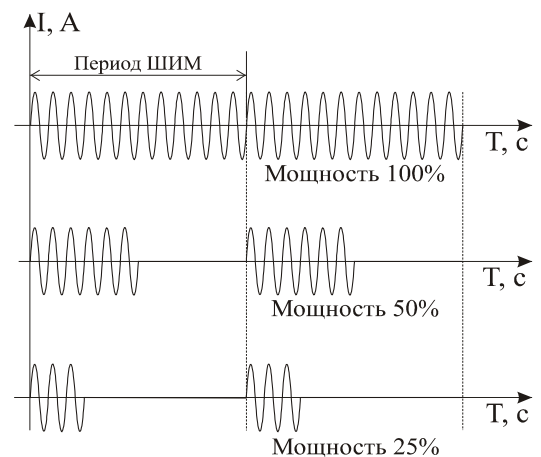 I, А
Период ШИМ
T, с
Мощность 100%
T, с
Мощность 50%
T, с
Мощность 25%